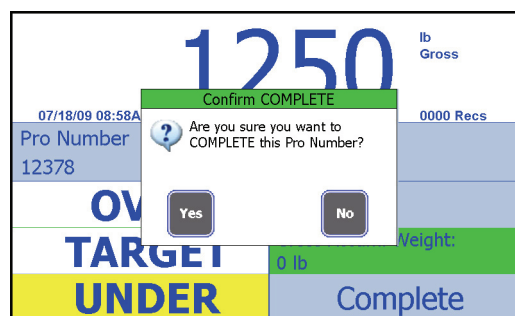 1250 lb
Gross
Confirm COMPLETE
07/18/09 08:58A 0000 Recs
Are you sure you want to
COMPLETE this Pro Number?
Pro Number
12378
Yes No
OV
TARGET Weight:
0 lb
UNDER Complete